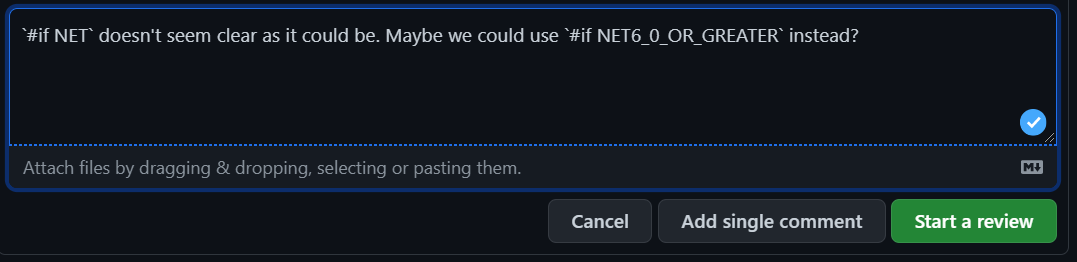 `#if NET` doesn't seem clear as it could be. Maybe we could use `#if NET6_0_OR_GREATER` instead?
Attach files by dragging & dropping, selecting or pasting them.
M↓
Cancel Add single comment Start a review